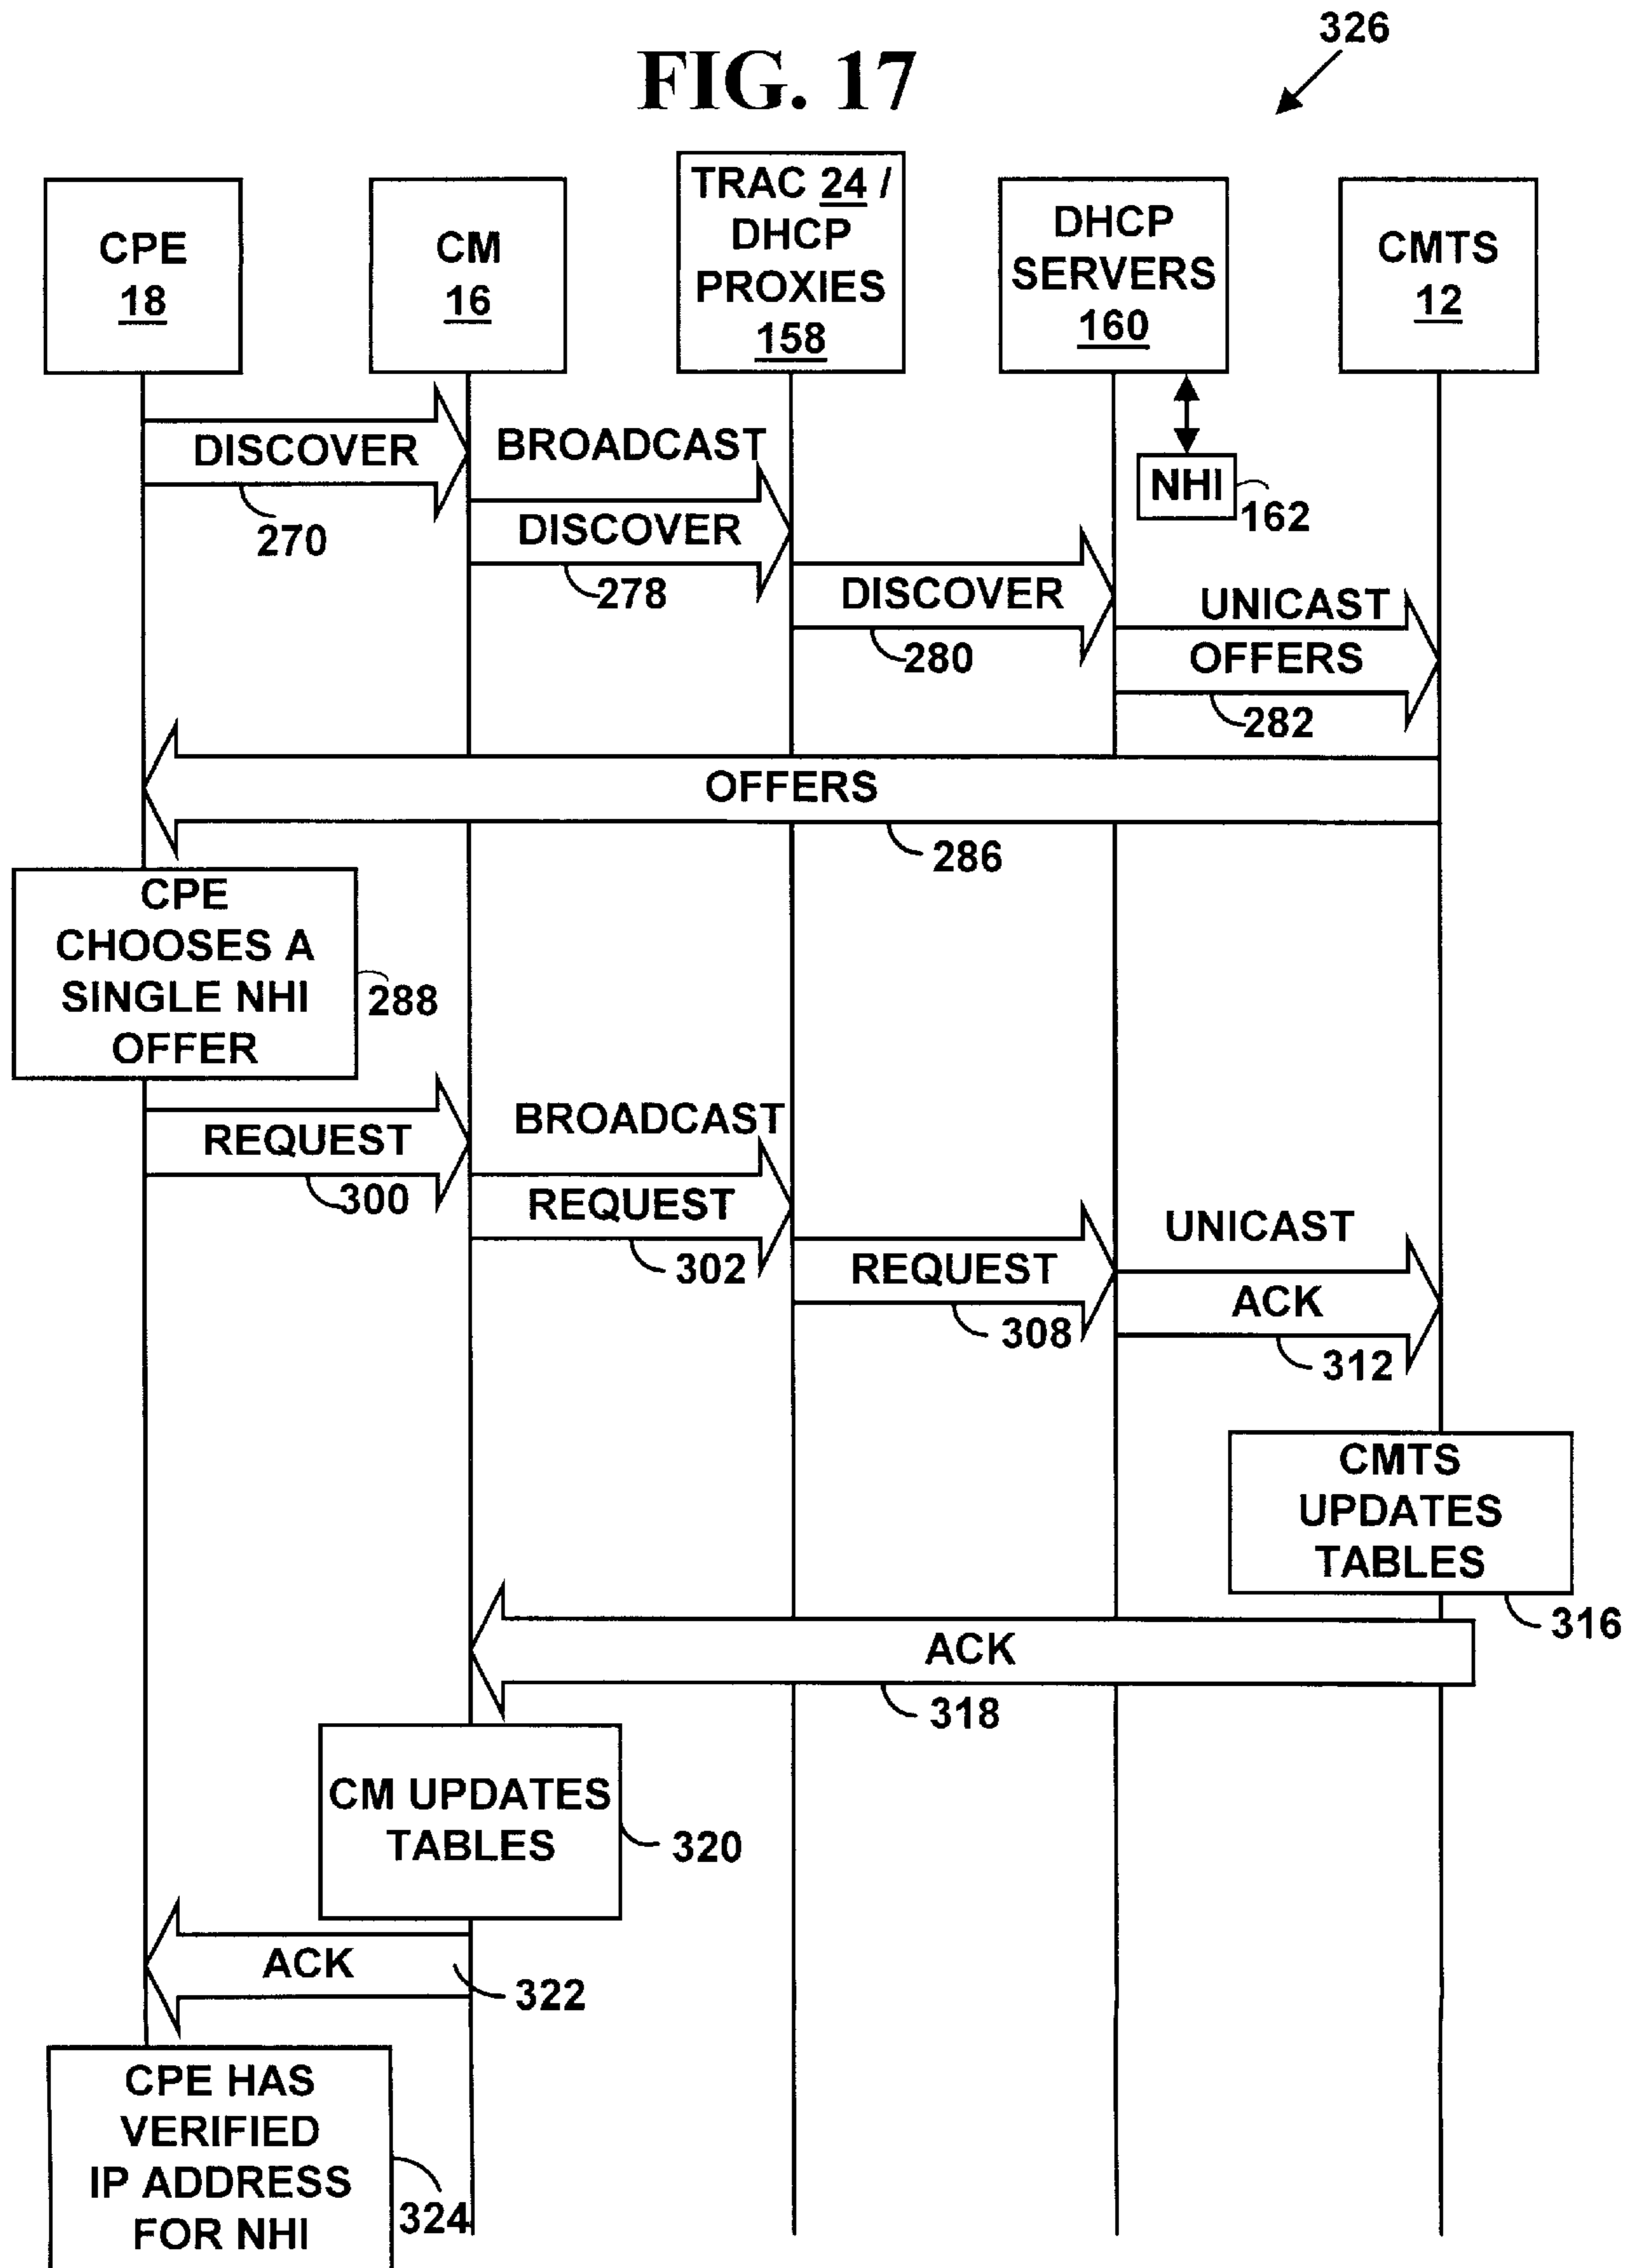 326
FIG. 17
CPE
18
CM
16
TRAC 24 /
DHCP
PROXIES
158
DHCP
SERVERS
160
CMTS
12
DISCOVER
270
BROADCAST
DISCOVER
278
NHI
162
DISCOVER
280
UNICAST
OFFERS
282
OFFERS
286
CPE
CHOOSES A
SINGLE NHI
OFFER
288
REQUEST
300
BROADCAST
REQUEST
302
REQUEST
308
UNICAST
ACK
312
CMTS
UPDATES
TABLES
316
ACK
318
CM UPDATES
TABLES
320
ACK
322
CPE HAS
VERIFIED
IP ADDRESS
FOR NHI
324